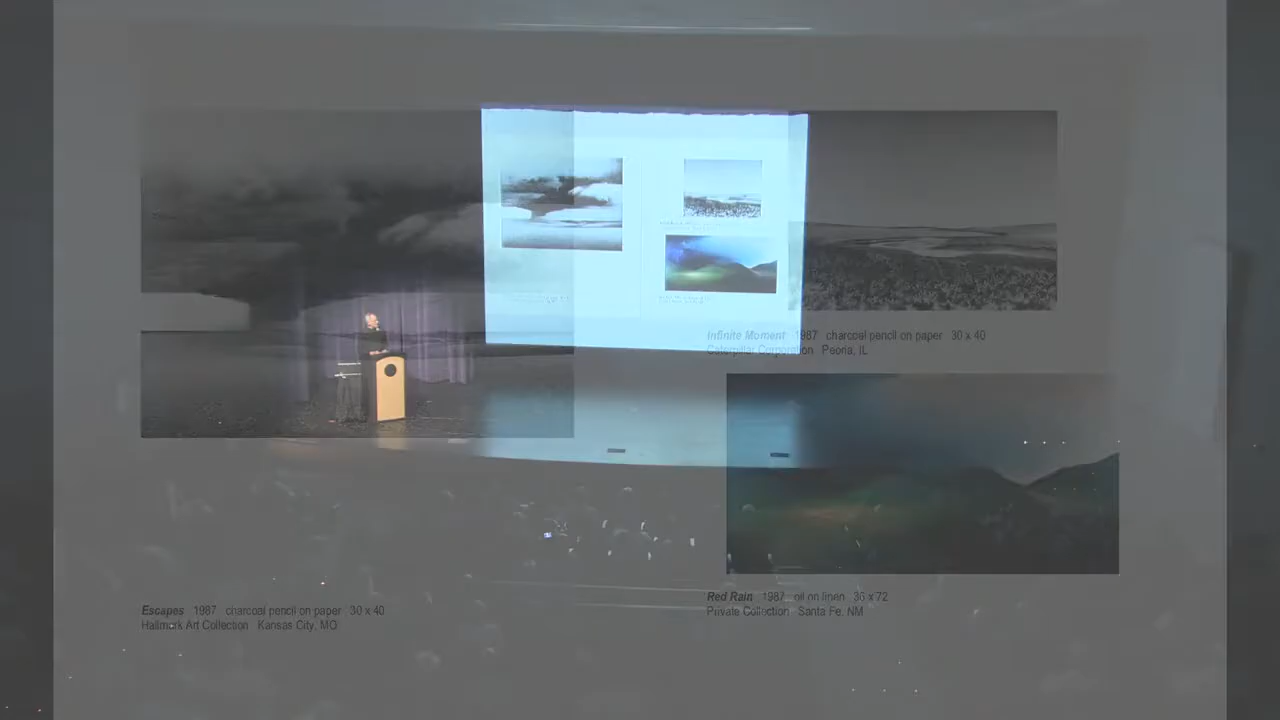 Infinite Moment 1987 charcoal pencil on paper 30 x 40
Caterpillar Corporation Peoria, IL
Escapes 1987 charcoal pencil on paper 30 x 40
Hallmark Art Collection Kansas City, MO
Red Rain 1987 oil on linen 36 x 72
Private Collection Santa Fe, NM